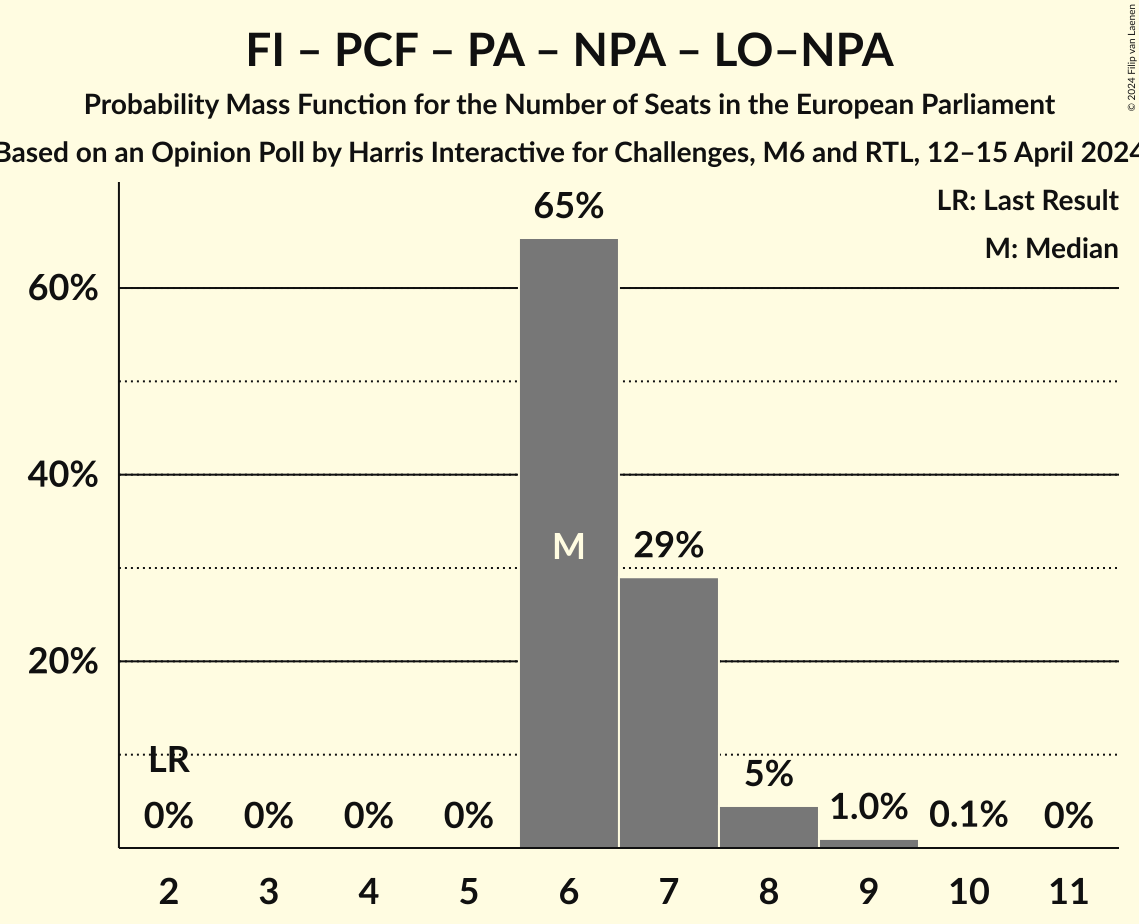 FI – PCF – PA – NPA – LO–NPA
Probability Mass Function for the Number of Seats in the European Parliament
Based on an Opinion Poll by Harris Interactive for Challenges, M6 and RTL, 12–15 April 2024
© 2024 Filip van Laenen
LR: Last Result
M: Median
65%
60%
40%
M
29%
20%
LR
5%
0%
0%
0%
0%
1.0%
0.1%
0%
2
3
4
5
6
7
8
9
10
11